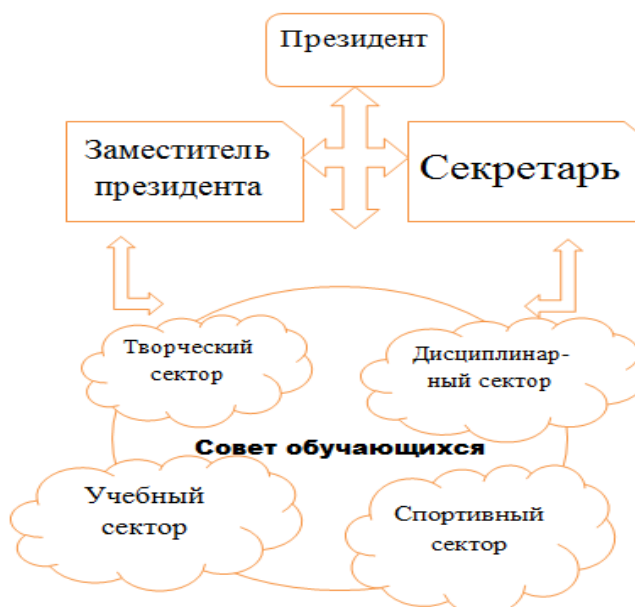 Президент
Заместитель
президента
Секретарь
Творческий
сектор
Дисциплинар-
ный сектор
Совет обучающихся
Учебный
сектор
Спортивный
сектор